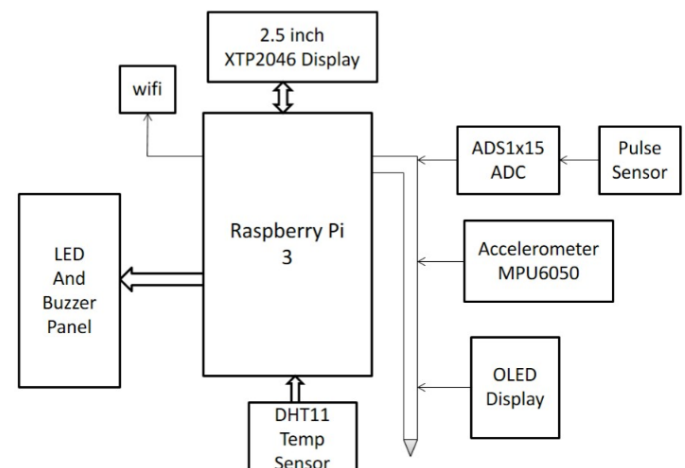 2.5 inch
XTP2046 Display
wifi
ADS1x15
ADC
Pulse
Sensor
Raspberry Pi
3
Accelerometer
MPU6050
LED
And
Buzzer
Panel
OLED
Display
DHT11
Temp
Sensor